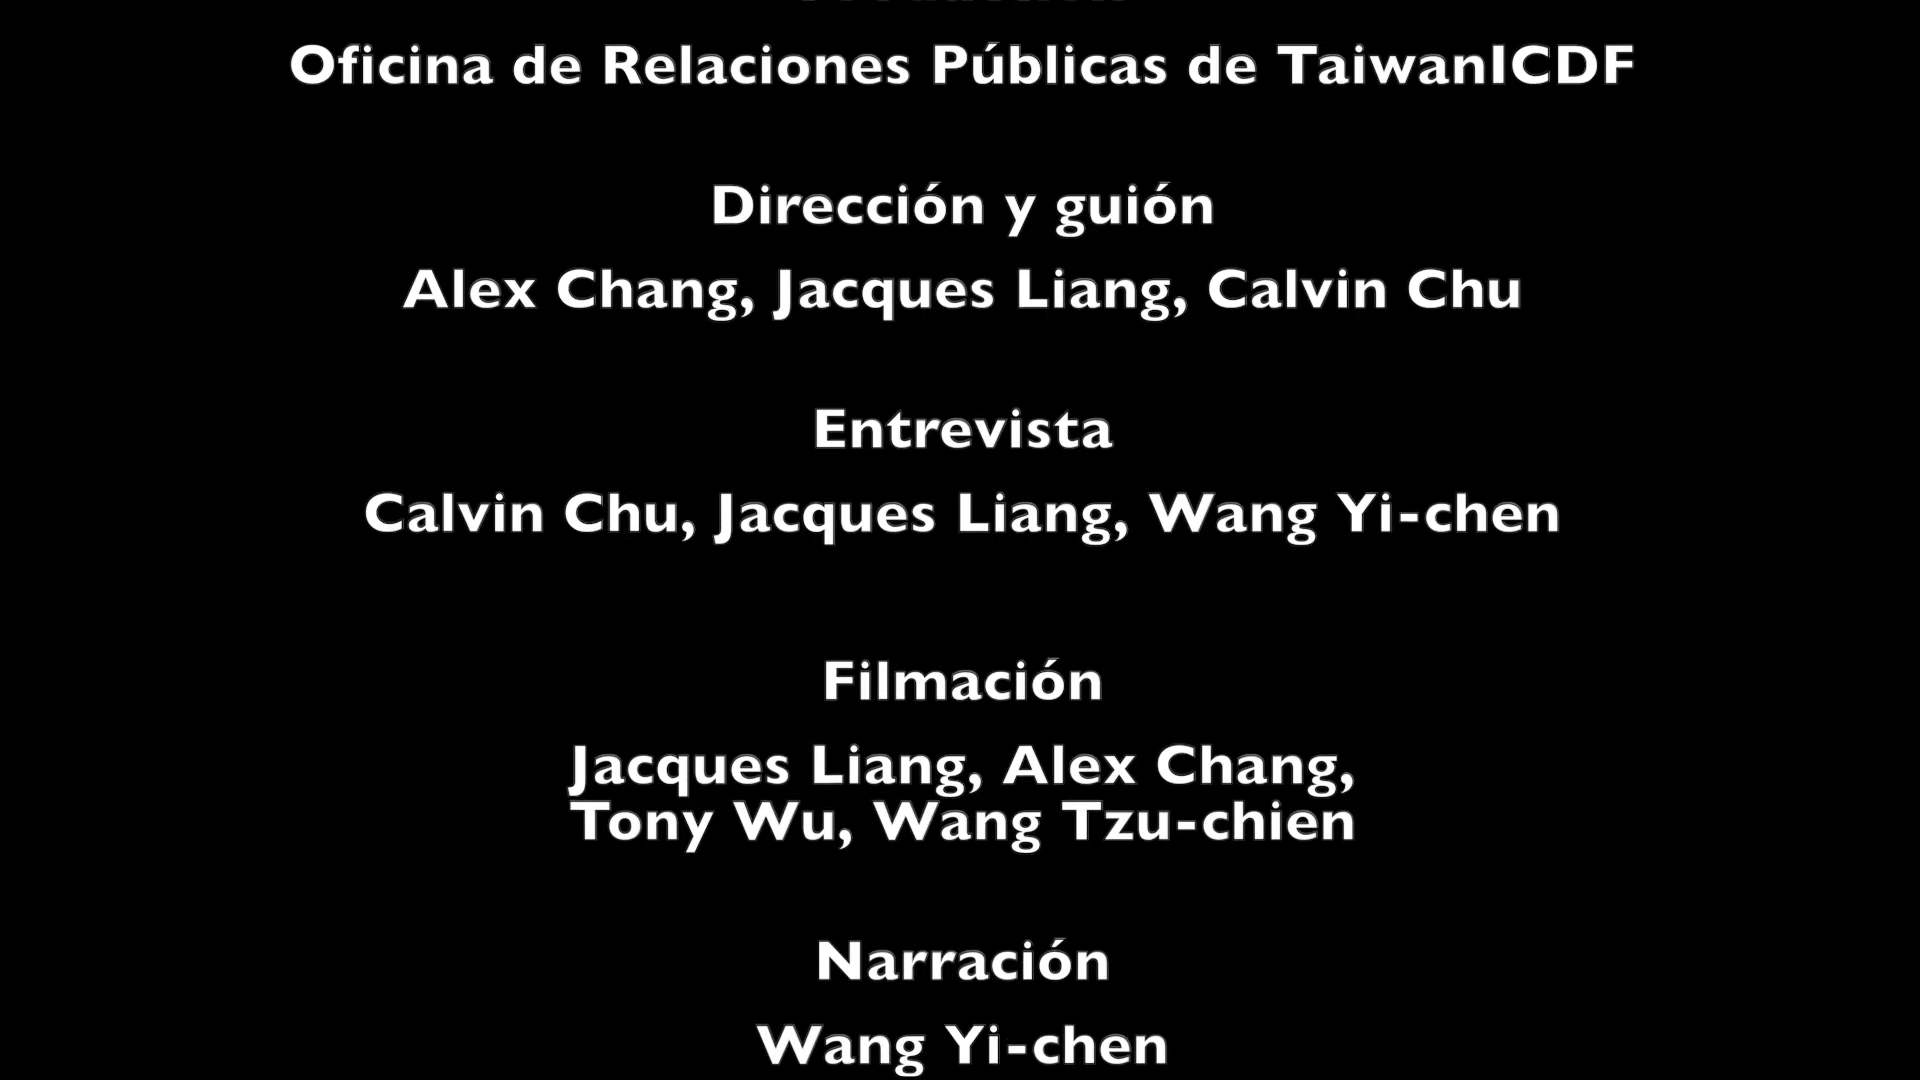 Oficina de Relaciones Públicas de TaiwanICDF
Dirección y guión
Alex Chang, Jacques Liang, Calvin Chu
Entrevista
Calvin Chu, Jacques Liang, Wang Yi-chen
Filmación
Jacques Liang, Alex Chang,
Tony Wu, Wang Tzu-chien
Narración
Wang Yi-chen